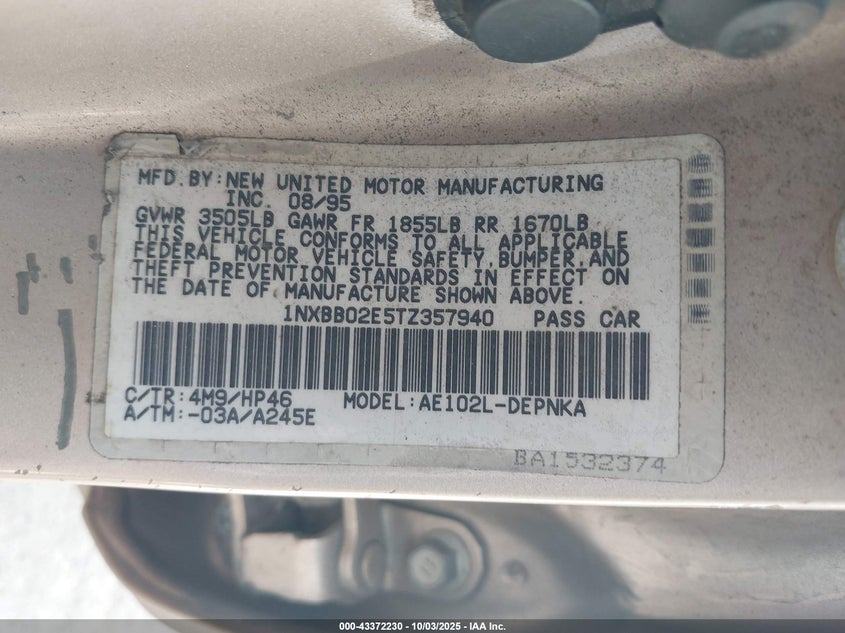 MFD.BY:NEW UNITED MOTOR MANUFACTURING
INC. 08/95
GVWR 3505LB GAWR FR 1855LB RR 1670LB
THIS VEHICLE CONFORMS TO ALL APPLICABLE
FEDERAL MOTOR VEHICLE SAFETY,BUMPER,AND
THEFT PREVENTION STANDARDS IN EFFECT ON
THE DATE OF MANUFACTURE SHOWN ABOVE.
1NXBB02E5TZ357940 PASS CAR
C/TR:4M9/HP46 MODEL:AE102L-DEPNKA
A/TM:-03A/A245E
BA1532374
000-43372230 - 10/03/2025 - IAA Inc.